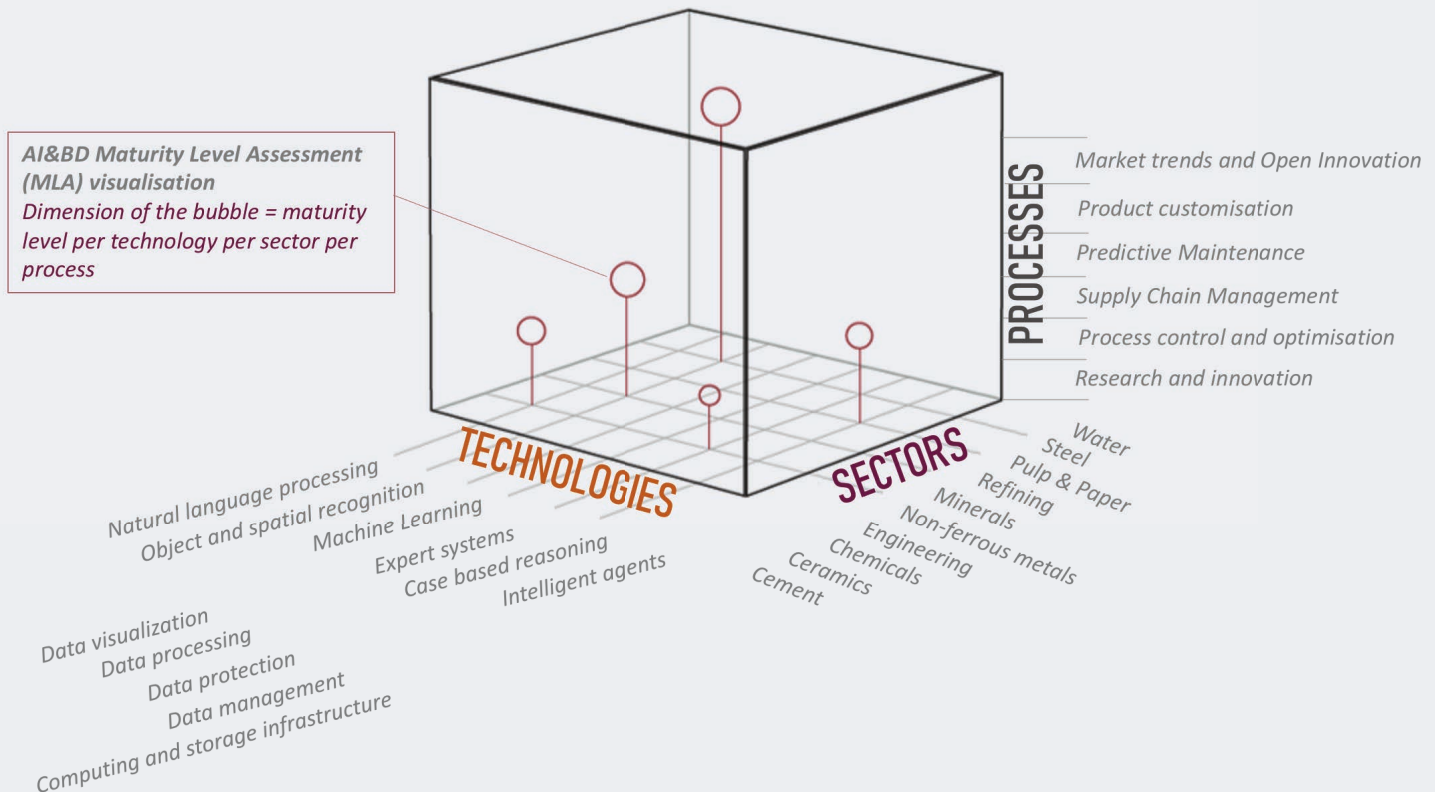 AI&BD Maturity Level Assessment
(MLA) visualisation
Dimension of the bubble = maturity
level per technology per sector per
process
PROCESSES
Market trends and Open Innovation
Product customisation
Predictive Maintenance
Supply Chain Management
Process control and optimisation
Research and innovation
TECHNOLOGIES
Natural language processing
Object and spatial recognition
Machine Learning
Expert systems
Case based reasoning
Intelligent agents
Data visualization
Data processing
Data protection
Data management
Computing and storage infrastructure
SECTORS
Water
Steel
Pulp & Paper
Refining
Minerals
Non-ferrous metals
Engineering
Chemicals
Ceramics
Cement